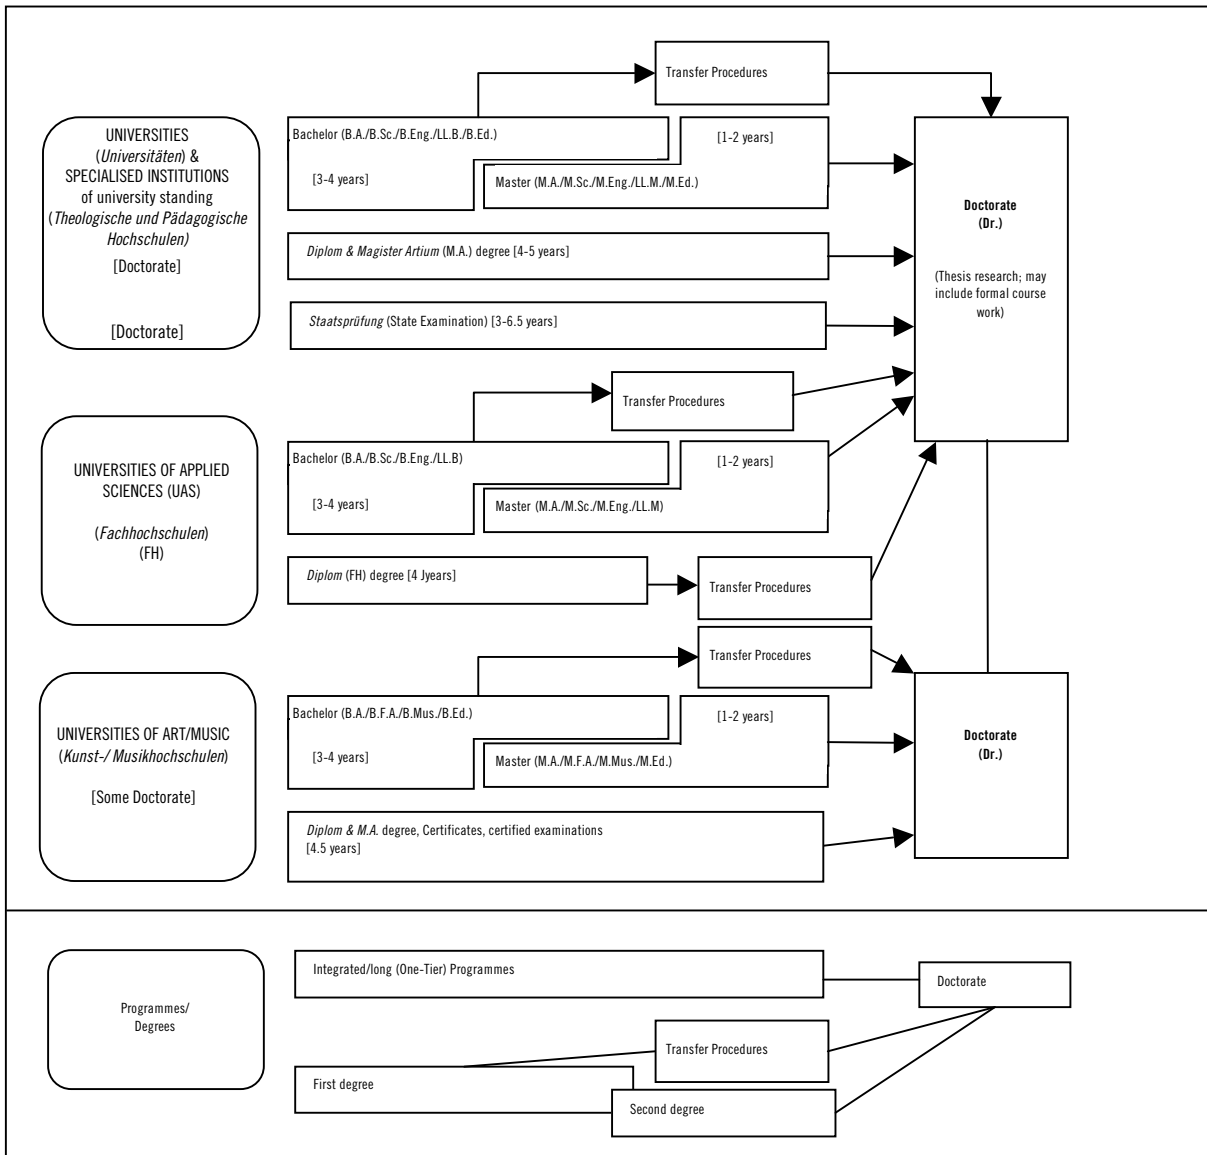 Transfer Procedures
UNIVERSITIES
(Universitäten) &
SPECIALISED INSTITUTIONS
of university standing
(Theologische und Pädagogische
Hochschulen)
[Doctorate]
[Doctorate]
Bachelor (B.A./B.Sc./B.Eng./LL.B./B.Ed.)
[3-4 years]
[1-2 years]
Master (M.A./M.Sc./M.Eng./LL.M./M.Ed.)
Diplom & Magister Artium (M.A.) degree [4-5 years]
Staatsprüfung (State Examination) [3-6.5 years]
Doctorate
(Dr.)
(Thesis research; may
include formal course
work)
Transfer Procedures
UNIVERSITIES OF APPLIED
SCIENCES (UAS)
(Fachhochschulen)
(FH)
Bachelor (B.A./B.Sc./B.Eng./LL.B)
[3-4 years]
[1-2 years]
Master (M.A./M.Sc./M.Eng./LL.M)
Diplom (FH) degree [4 Jyears]
Transfer Procedures
Transfer Procedures
UNIVERSITIES OF ART/MUSIC
(Kunst-/ Musikhochschulen)
[Some Doctorate]
Bachelor (B.A./B.F.A./B.Mus./B.Ed.)
[3-4 years]
[1-2 years]
Master (M.A./M.F.A./M.Mus./M.Ed.)
Diplom & M.A. degree, Certificates, certified examinations
[4.5 years]
Doctorate
(Dr.)
Programmes/
Degrees
Integrated/long (One-Tier) Programmes
Doctorate
Transfer Procedures
First degree
Second degree